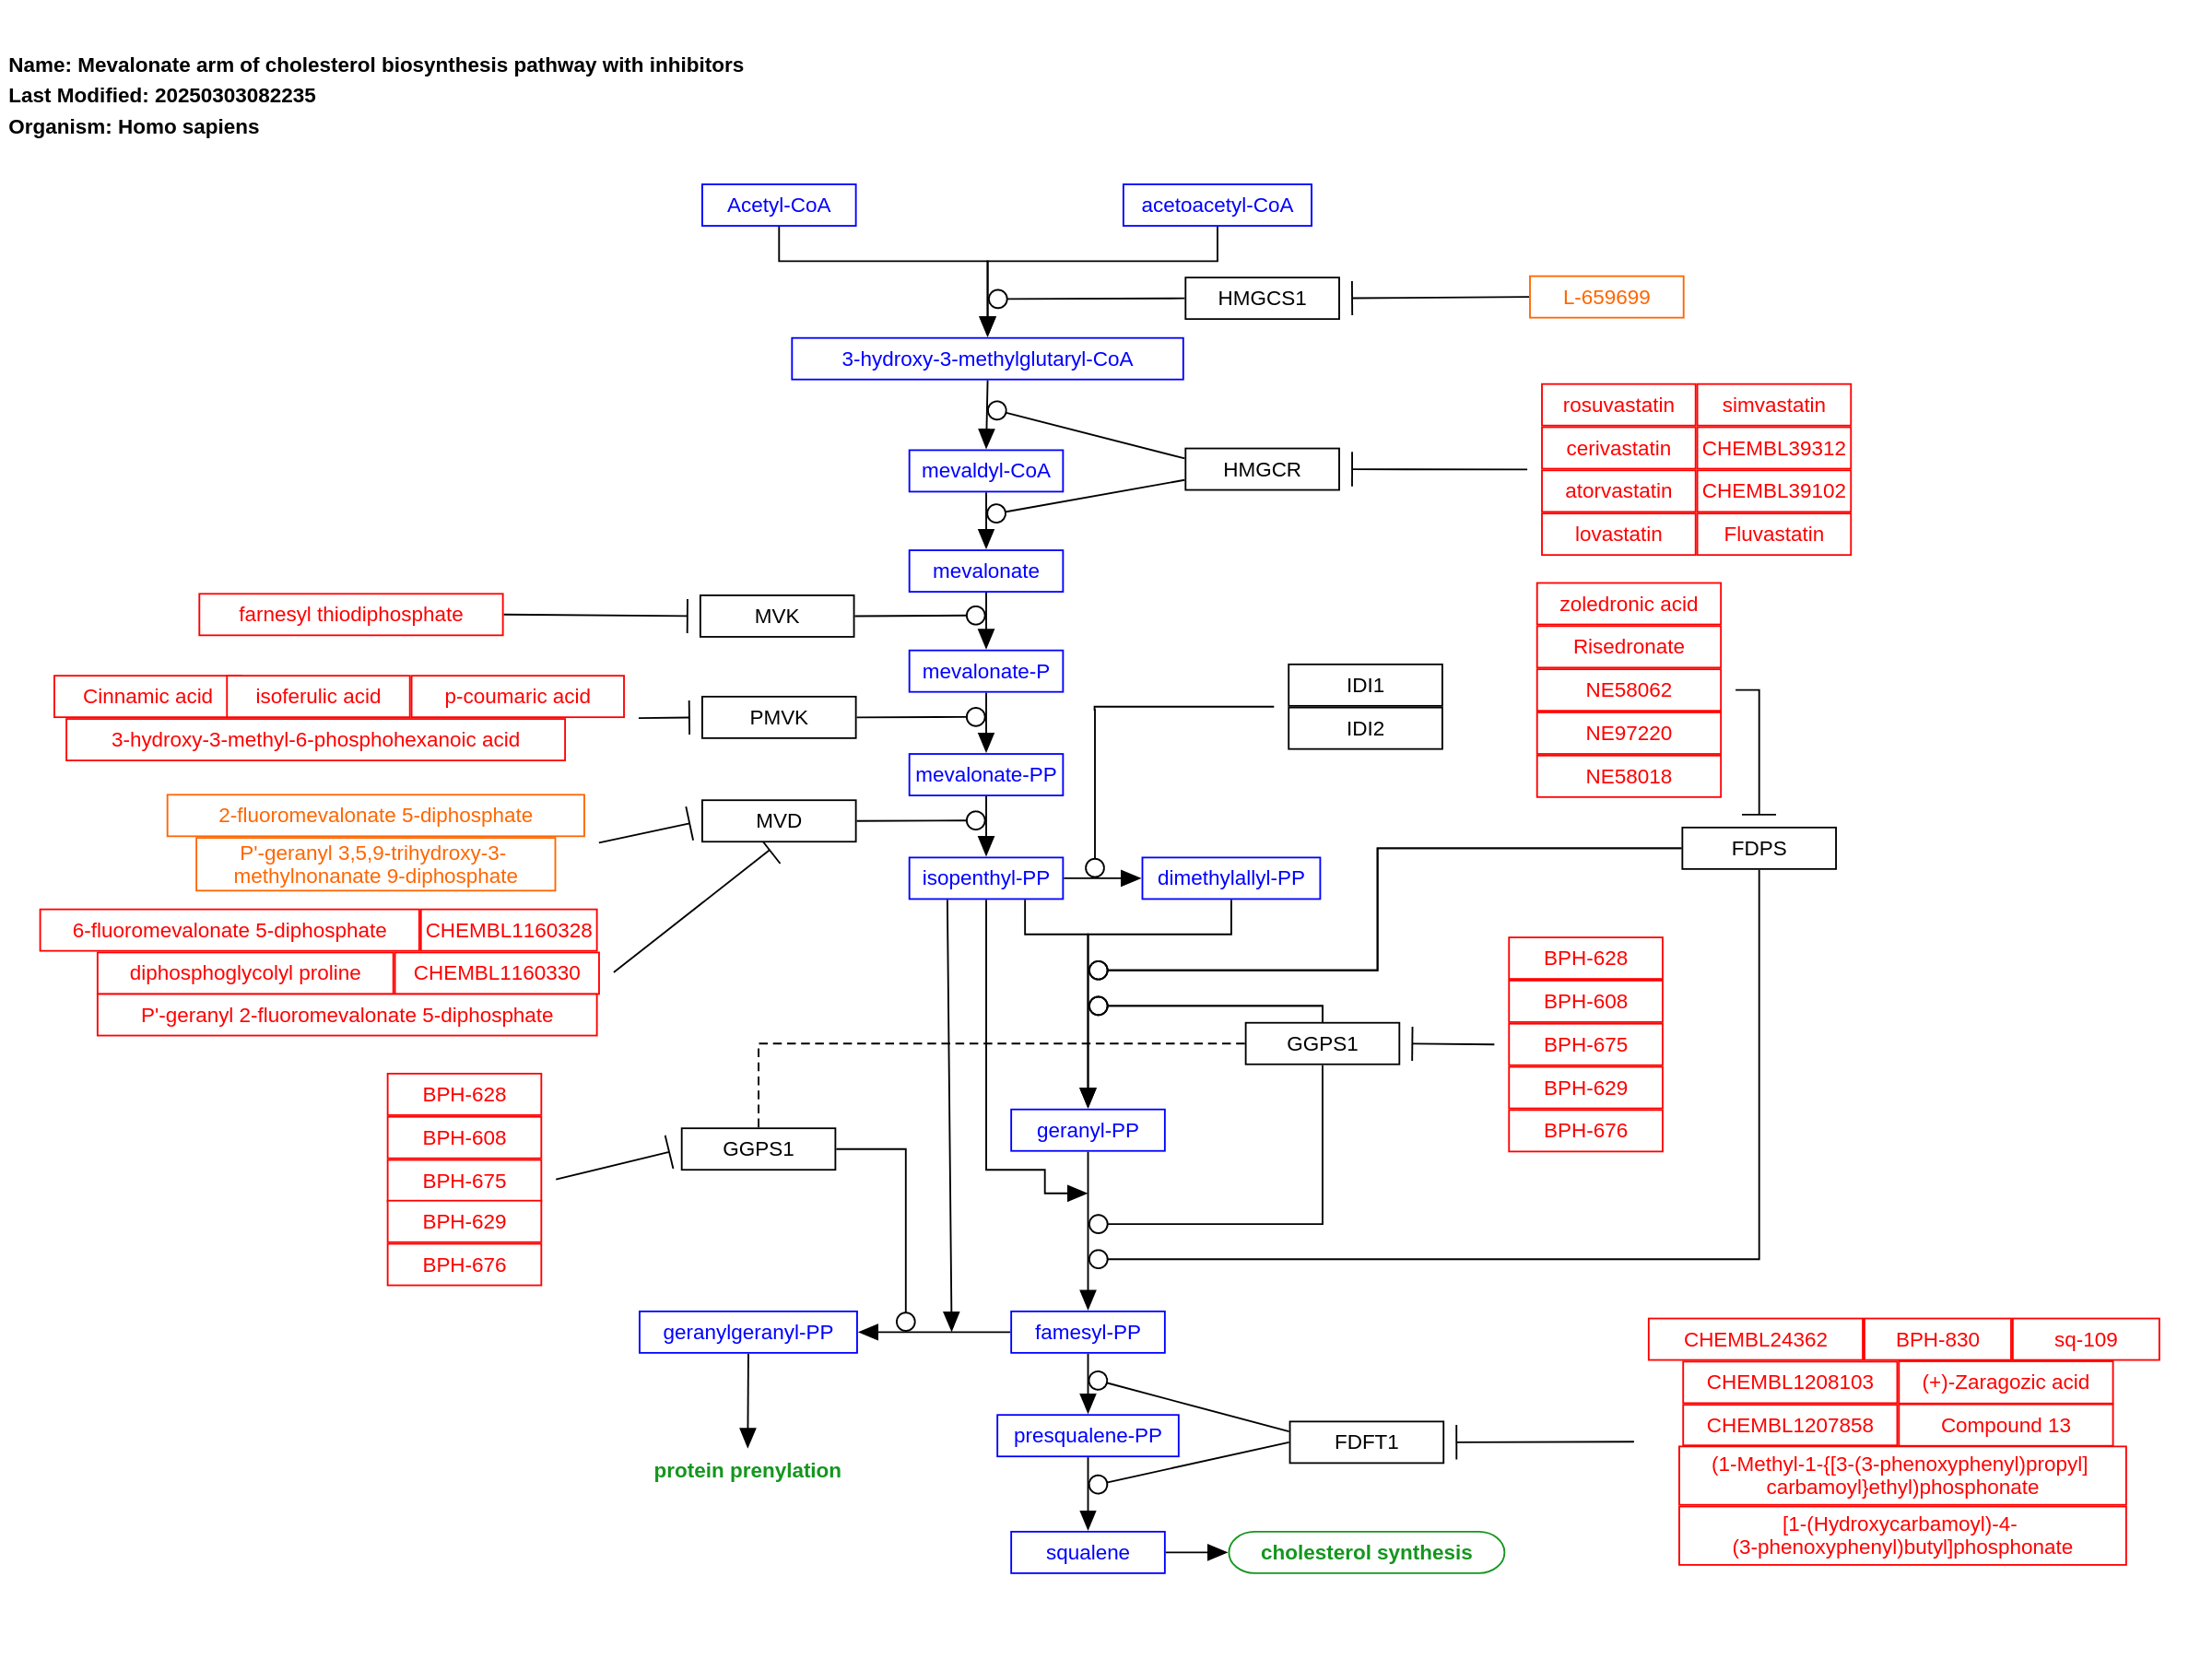 Name: Mevalonate arm of cholesterol biosynthesis pathway with inhibitors
Last Modified: 20250303082235
Organism: Homo sapiens
Acetyl-CoA
acetoacetyl-CoA
HMGCS1
L-659699
3-hydroxy-3-methylglutaryl-CoA
rosuvastatin
simvastatin
cerivastatin
CHEMBL39312
mevaldyl-CoA
HMGCR
atorvastatin
CHEMBL39102
lovastatin
Fluvastatin
mevalonate
farnesyl thiodiphosphate
MVK
zoledronic acid
Risedronate
NE58062
NE97220
NE58018
mevalonate-P
IDI1
IDI2
Cinnamic acid
isoferulic acid
p-coumaric acid
3-hydroxy-3-methyl-6-phosphohexanoic acid
PMVK
mevalonate-PP
2-fluoromevalonate 5-diphosphate
P'-geranyl 3,5,9-trihydroxy-3-
methylnonanate 9-diphosphate
MVD
FDPS
isopenthyl-PP
dimethylallyl-PP
6-fluoromevalonate 5-diphosphate
CHEMBL1160328
diphosphoglycolyl proline
CHEMBL1160330
P'-geranyl 2-fluoromevalonate 5-diphosphate
BPH-628
BPH-608
BPH-675
BPH-629
BPH-676
GGPS1
BPH-628
BPH-608
BPH-675
BPH-629
BPH-676
GGPS1
geranyl-PP
geranylgeranyl-PP
famesyl-PP
CHEMBL24362
BPH-830
sq-109
CHEMBL1208103
(+)-Zaragozic acid
CHEMBL1207858
Compound 13
(1-Methyl-1-{[3-(3-phenoxyphenyl)propyl]
carbamoyl}ethyl)phosphonate
[1-(Hydroxycarbamoyl)-4-
(3-phenoxyphenyl)butyl]phosphonate
presqualene-PP
FDFT1
protein prenylation
squalene
cholesterol synthesis